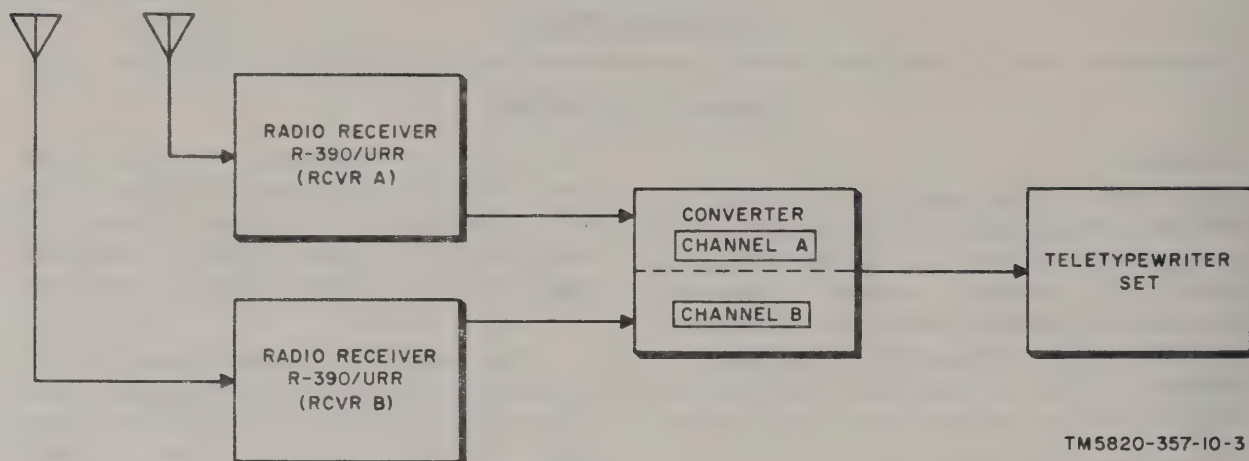 RADIO RECEIVER
R-390/URR
(RCVR A)
CONVERTER
CHANNEL A
CHANNEL B
TELETYPEWRITER
SET
RADIO RECEIVER
R-390/URR
(RCVR B)
TM5820-357-10-3